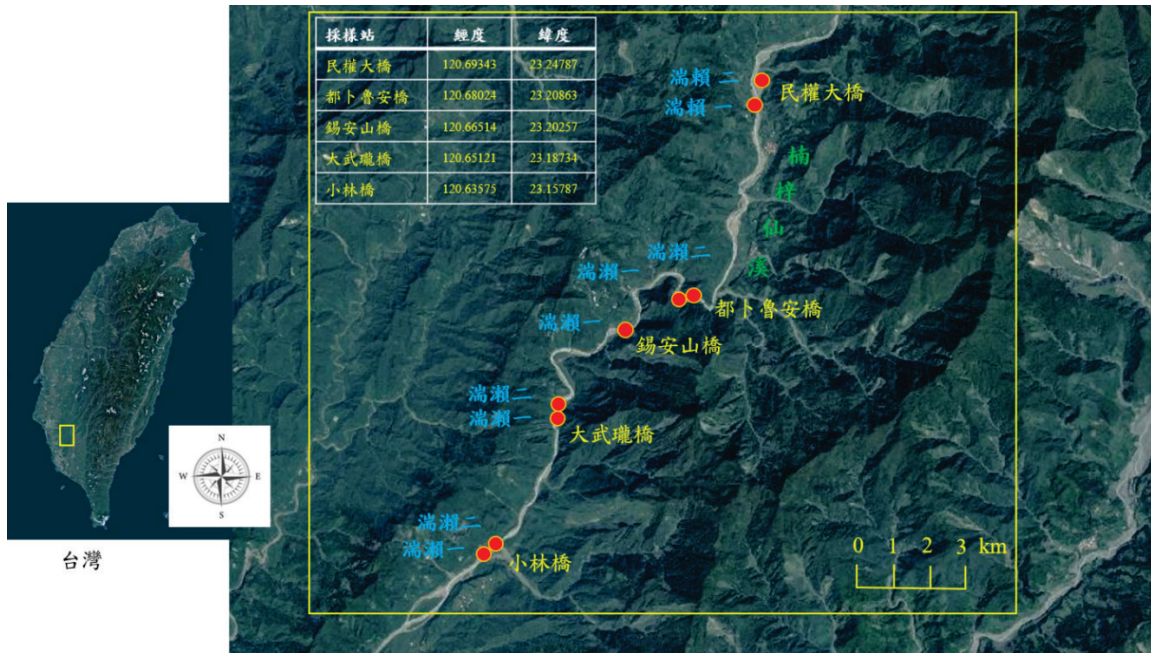 採樣站 經度 緯度
民權大橋 120.69343 23.24787
都卜魯安橋 120.68024 23.20863
錫安山橋 120.66514 23.20257
大武壠橋 120.65121 23.18734
小林橋 120.63575 23.15787
湍賴 二
湍賴 一
民權大橋
楠
梓
仙
溪
湍瀨二
湍瀨一
都卜魯安橋
湍瀨一
錫安山橋
湍瀨二
湍瀨一
大武壠橋
湍瀨二
湍瀨一
小林橋
0 1 2 3 km
N
W E
S
台灣